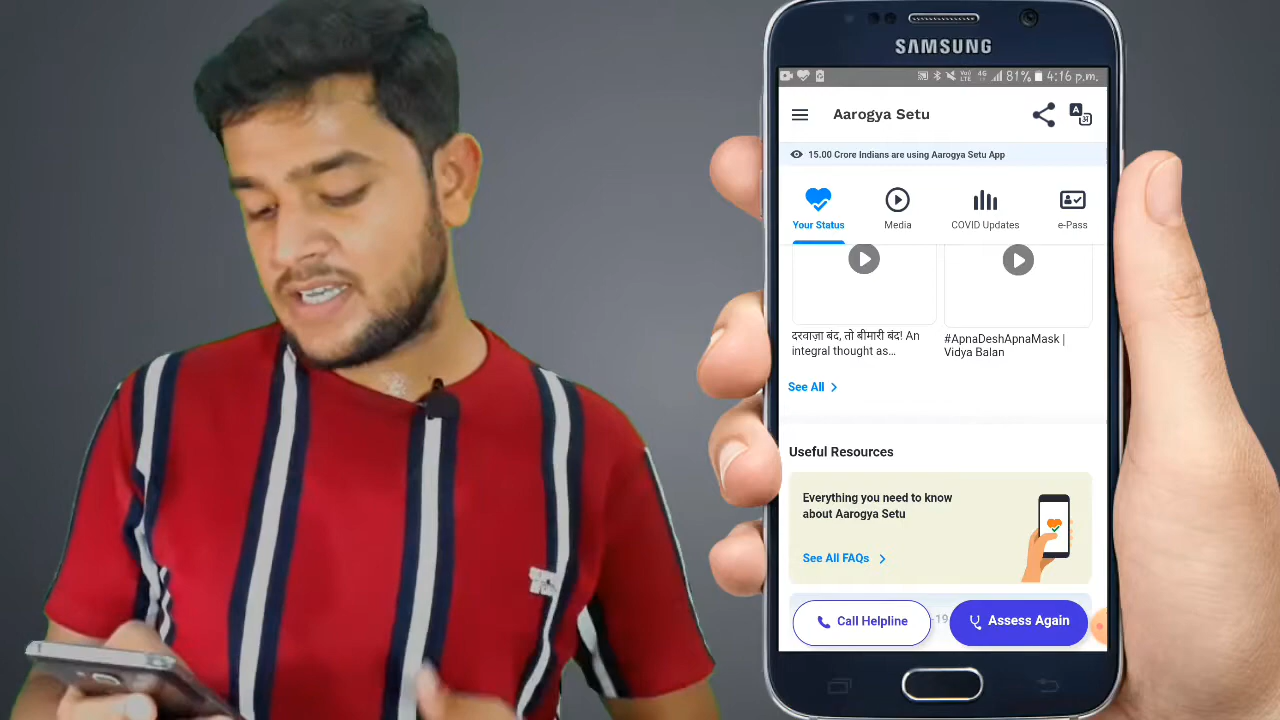 SAMSUNG
81% 4:16 p.m.
Aarogya Setu
15.00 Crore Indians are using Aarogya Setu App
Your Status
Media
COVID Updates
e-Pass
दरवाज़ा बंद, तो बीमारी बंद! An
integral thought as...
#ApnaDeshApnaMask |
Vidya Balan
See All
Useful Resources
Everything you need to know
about Aarogya Setu
See All FAQs
Call Helpline
-19
Assess Again